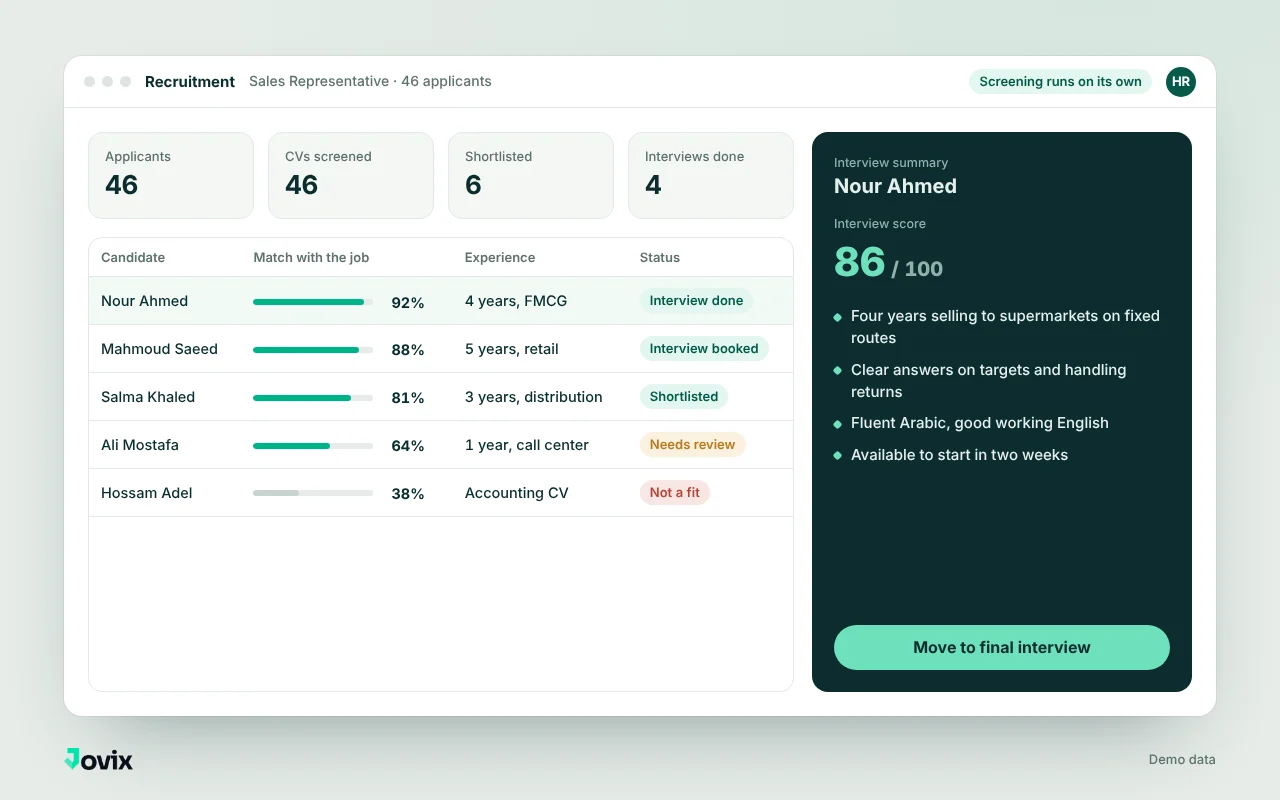 Recruitment Sales Representative · 46 applicants
Screening runs on its own
HR
Applicants
46
CVs screened
46
Shortlisted
6
Interviews done
4
Candidate Match with the job Experience Status
Nour Ahmed 92% 4 years, FMCG Interview done
Mahmoud Saeed 88% 5 years, retail Interview booked
Salma Khaled 81% 3 years, distribution Shortlisted
Ali Mostafa 64% 1 year, call center Needs review
Hossam Adel 38% Accounting CV Not a fit
Interview summary
Nour Ahmed
Interview score
86 / 100
Four years selling to supermarkets on fixed
routes
Clear answers on targets and handling
returns
Fluent Arabic, good working English
Available to start in two weeks
Move to final interview
Jovix
Demo data